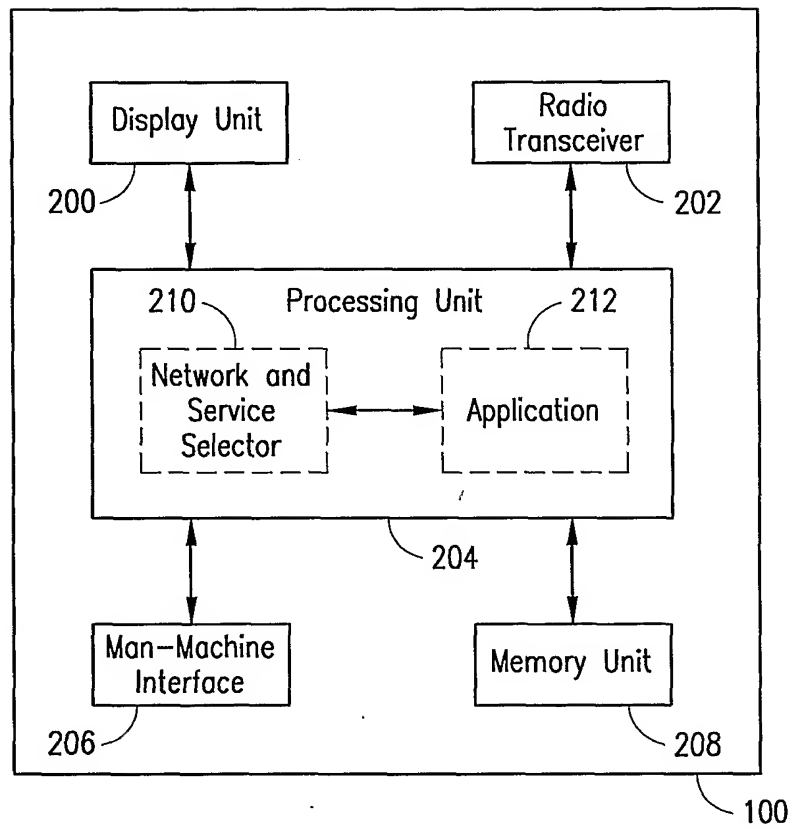 Display Unit
200
Radio
Transceiver
202
Processing Unit
210
212
Network and
Service
Selector
Application
204
Man-Machine
Interface
206
Memory Unit
208
100